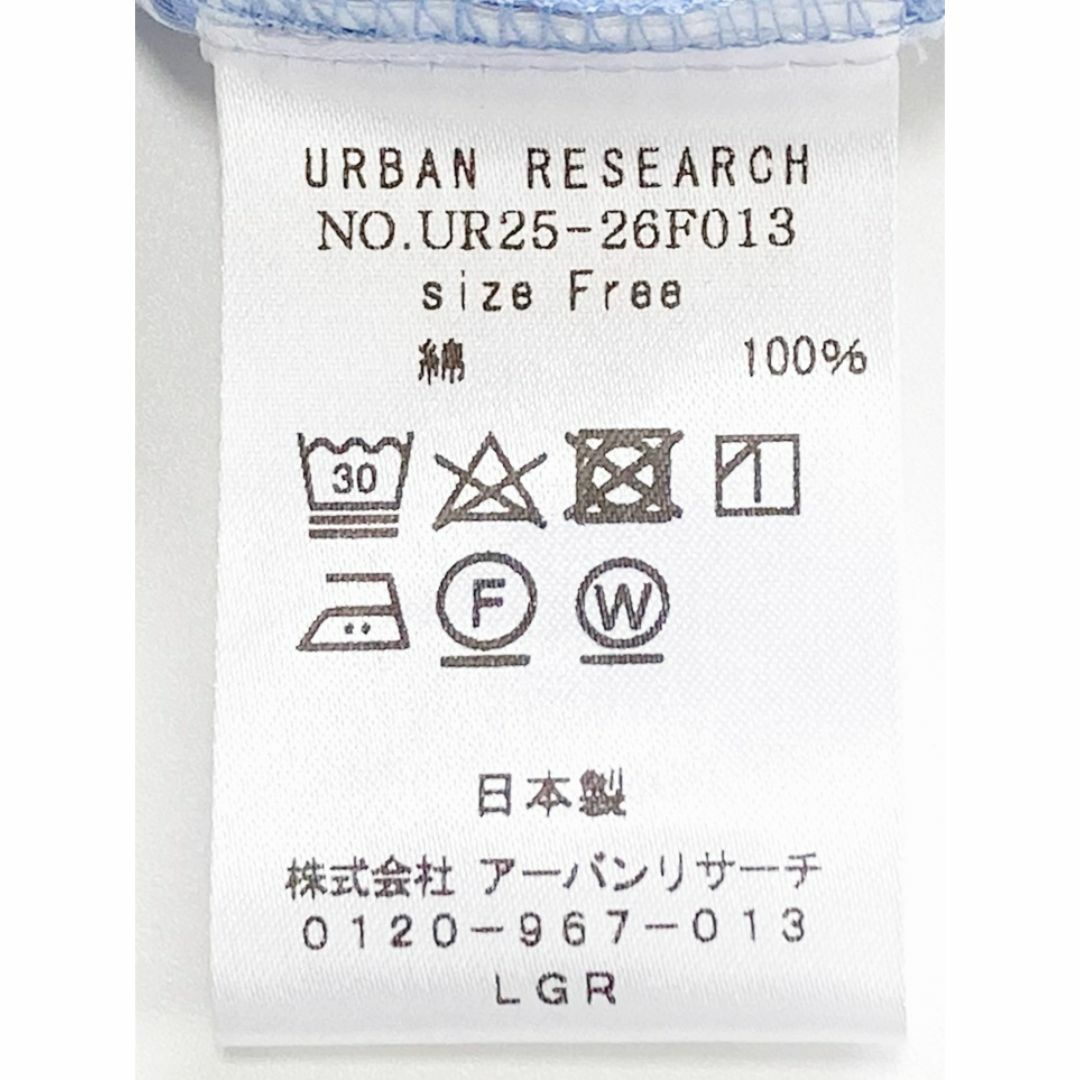 URBAN RESEARCH
NO.UR25-26F013
size Free
綿 100%
30
F W
日本製
株式会社 アーバンリサーチ
0120-967-013
LGR